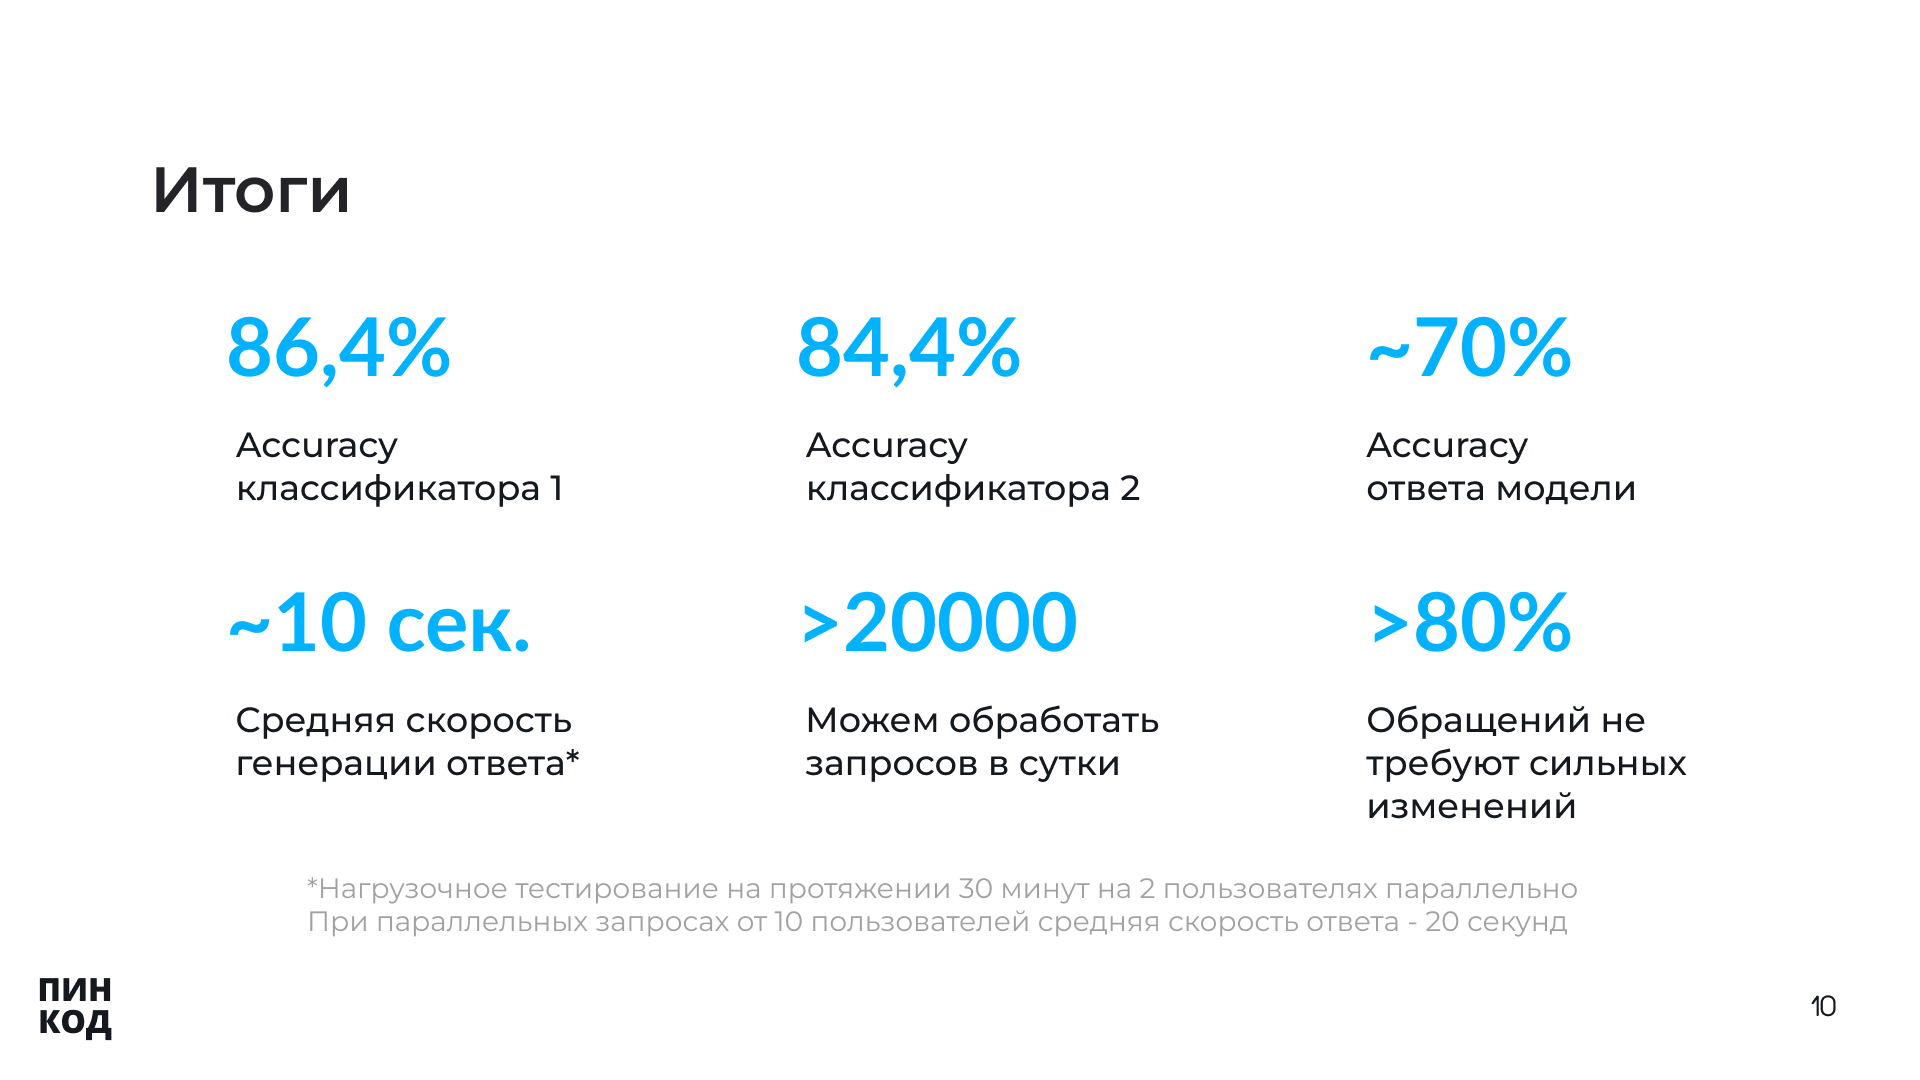 Итоги
86,4%
Accuracy
классификатора 1
84,4%
Accuracy
классификатора 2
~70%
Accuracy
ответа модели
~10 сек.
Средняя скорость
генерации ответа*
>20000
Можем обработать
запросов в сутки
>80%
Обращений не
требуют сильных
изменений
*Нагрузочное тестирование на протяжении 30 минут на 2 пользователях параллельно
При параллельных запросах от 10 пользователей средняя скорость ответа - 20 секунд
ПИН
КОД
10